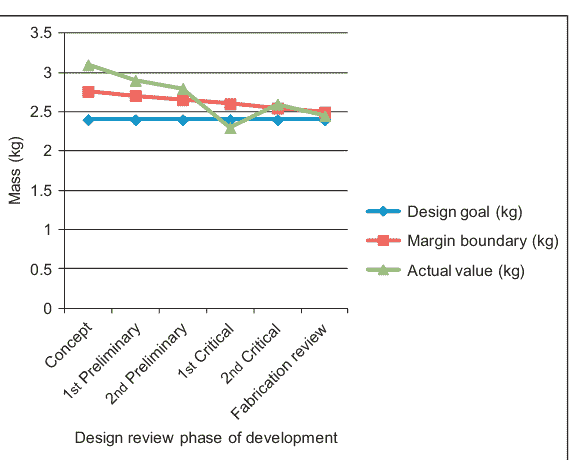 3.5
3
2.5
2
1.5
1
0.5
0
Mass (kg)
Concept
1st Preliminary
2nd Preliminary
1st Critical
2nd Critical
Fabrication review
Design review phase of development
Design goal (kg)
Margin boundary (kg)
Actual value (kg)